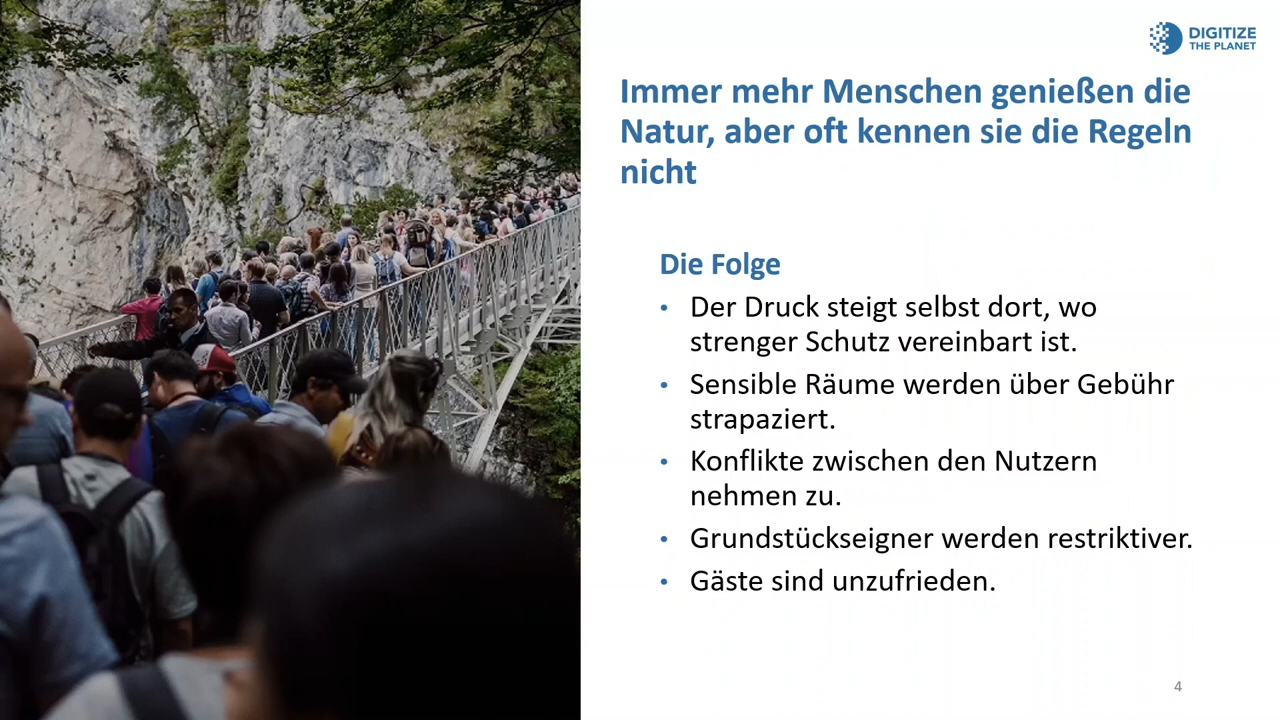 DIGITIZE
THE PLANET
Immer mehr Menschen genießen die
Natur, aber oft kennen sie die Regeln
nicht
Die Folge
• Der Druck steigt selbst dort, wo
strenger Schutz vereinbart ist.
• Sensible Räume werden über Gebühr
strapaziert.
• Konflikte zwischen den Nutzern
nehmen zu.
• Grundstückseigner werden restriktiver.
• Gäste sind unzufrieden.
4